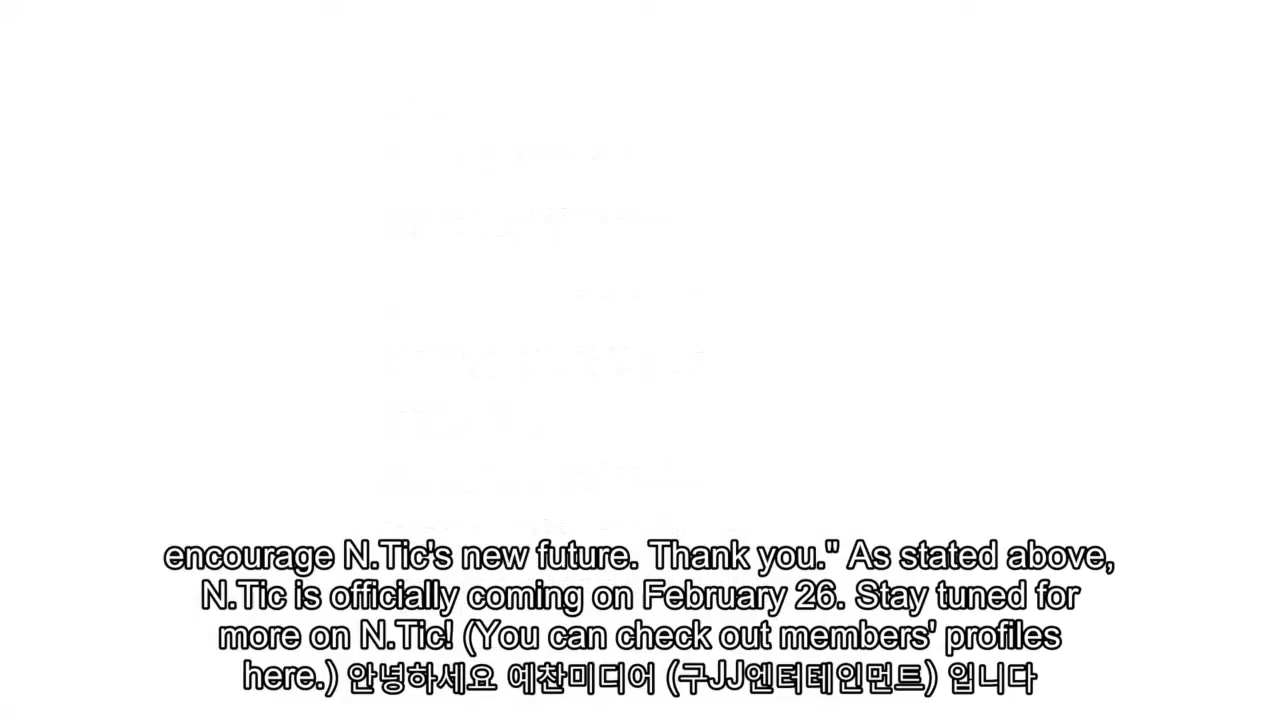 encourage N.Tic's new future. Thank you." As stated above,
N.Tic is officially coming on February 26. Stay tuned for
more on N.Tic! (You can check out members' profiles
here.) 안녕하세요 예찬미디어 (구JJ엔터테인먼트) 입니다